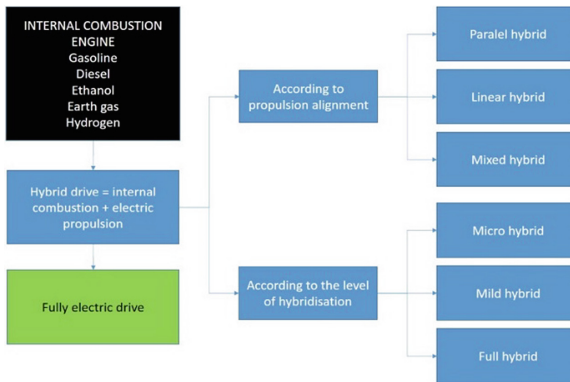 INTERNAL COMBUSTION
ENGINE
Gasoline
Diesel
Ethanol
Earth gas
Hydrogen
Hybrid drive = internal
combustion + electric
propulsion
Fully electric drive
According to
propulsion alignment
According to the level
of hybridisation
Paralel hybrid
Linear hybrid
Mixed hybrid
Micro hybrid
Mild hybrid
Full hybrid